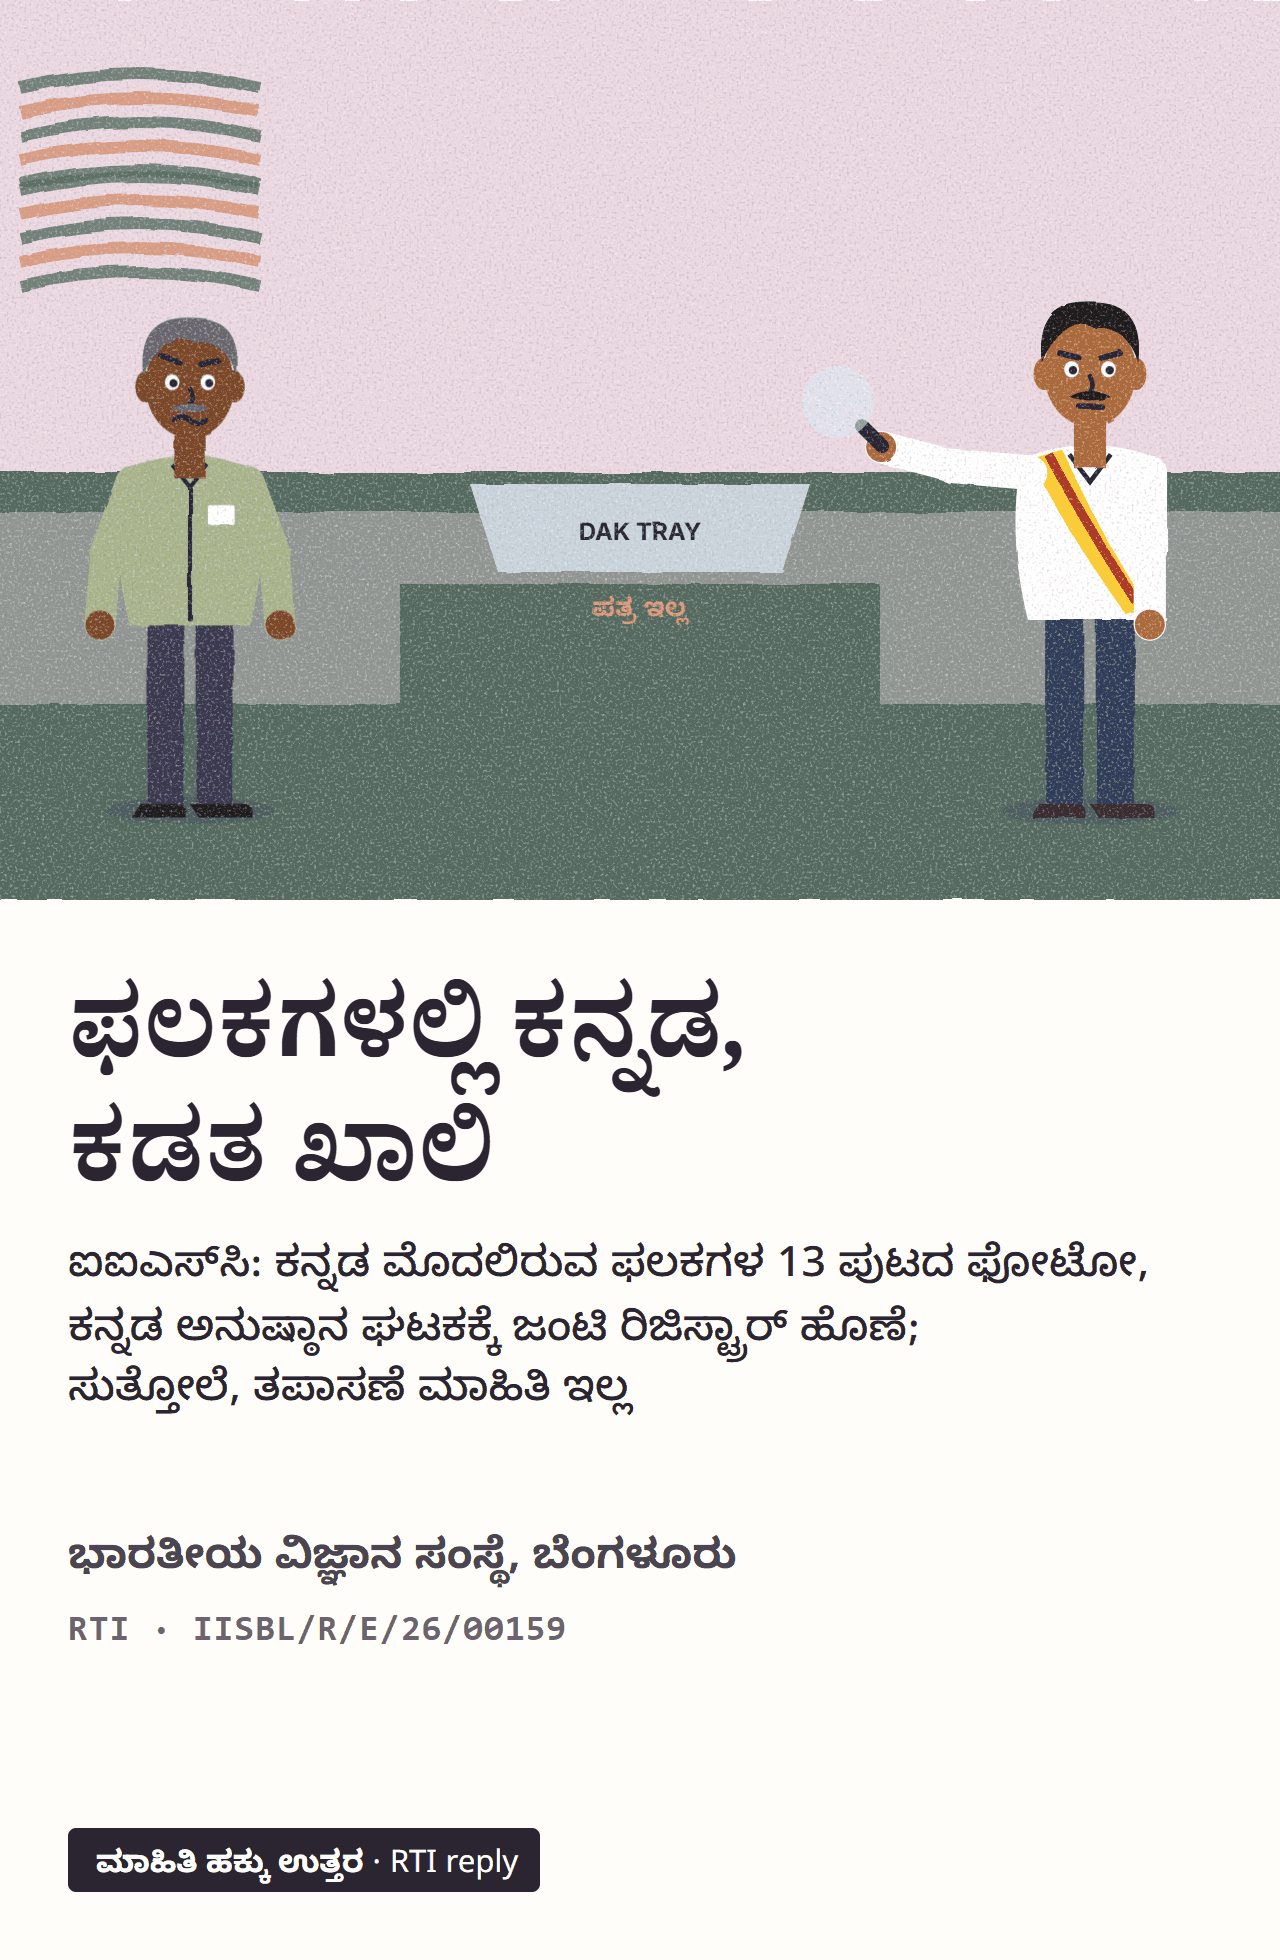 DAK TRAY
ಪತ್ರ ಇಲ್ಲ
ಫಲಕಗಳಲ್ಲಿ ಕನ್ನಡ,
ಕಡತ ಖಾಲಿ
ಐಐಎಸ್‌ಸಿ: ಕನ್ನಡ ಮೊದಲಿರುವ ಫಲಕಗಳ 13 ಪುಟದ ಫೋಟೋ,
ಕನ್ನಡ ಅನುಷ್ಠಾನ ಘಟಕಕ್ಕೆ ಜಂಟಿ ರಿಜಿಸ್ಟ್ರಾರ್ ಹೊಣೆ;
ಸುತ್ತೋಲೆ, ತಪಾಸಣೆ ಮಾಹಿತಿ ಇಲ್ಲ
ಭಾರತೀಯ ವಿಜ್ಞಾನ ಸಂಸ್ಥೆ, ಬೆಂಗಳೂರು
RTI · IISBL/R/E/26/00159
ಮಾಹಿತಿ ಹಕ್ಕು ಉತ್ತರ · RTI reply